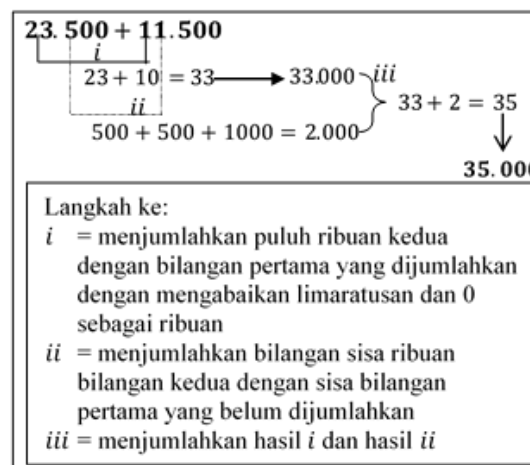 23.500 + 11.500
i
23 + 10 = 33 33.000 iii
ii
33 + 2 = 35
500 + 500 + 1000 = 2.000
35.000
Langkah ke:
i = menjumlahkan puluh ribuan kedua
dengan bilangan pertama yang dijumlahkan
dengan mengabaikan limaratusan dan 0
sebagai ribuan
ii = menjumlahkan bilangan sisa ribuan
bilangan kedua dengan sisa bilangan
pertama yang belum dijumlahkan
iii = menjumlahkan hasil i dan hasil ii